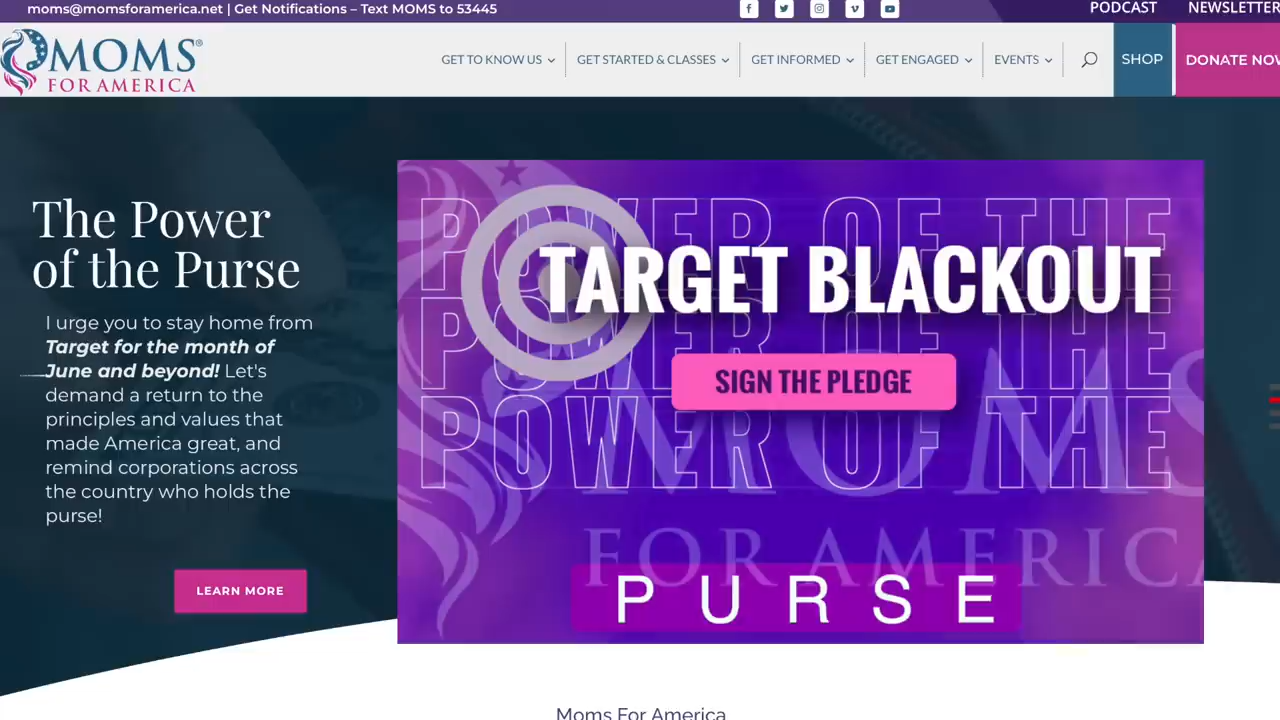 moms@momsforamerica.net | Get Notifications – Text MOMS to 53445
PODCAST
NEWSLETTER
MOMS®
FOR AMERICA
GET TO KNOW US
GET STARTED & CLASSES
GET INFORMED
GET ENGAGED
EVENTS
SHOP
DONATE NOW
The Power
of the Purse
I urge you to stay home from
Target for the month of
June and beyond! Let's
demand a return to the
principles and values that
made America great, and
remind corporations across
the country who holds the
purse!
LEARN MORE
POWER OF THE
TARGET BLACKOUT
POWER OF THE
SIGN THE PLEDGE
POWER OF THE
MOMS
FOR AMERICA
PURSE
Moms For America